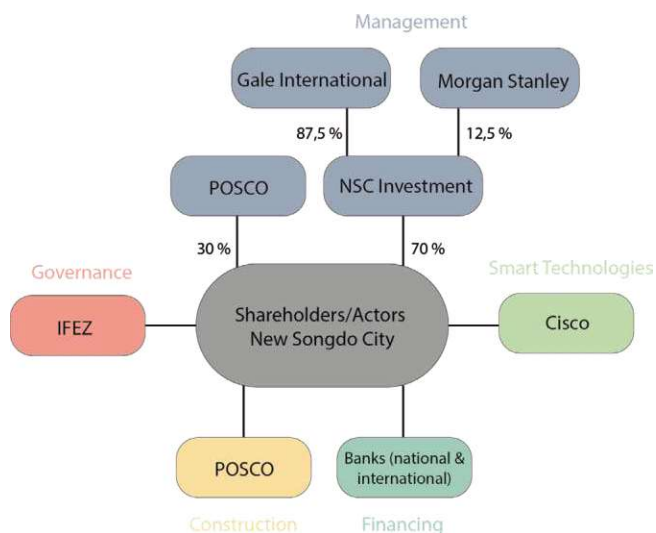 Management
Gale International
Morgan Stanley
87,5 %
12,5 %
POSCO
NSC Investment
30 %
70 %
Governance
Smart Technologies
IFEZ
Shareholders/Actors
New Songdo City
Cisco
POSCO
Banks (national &
international)
Construction
Financing